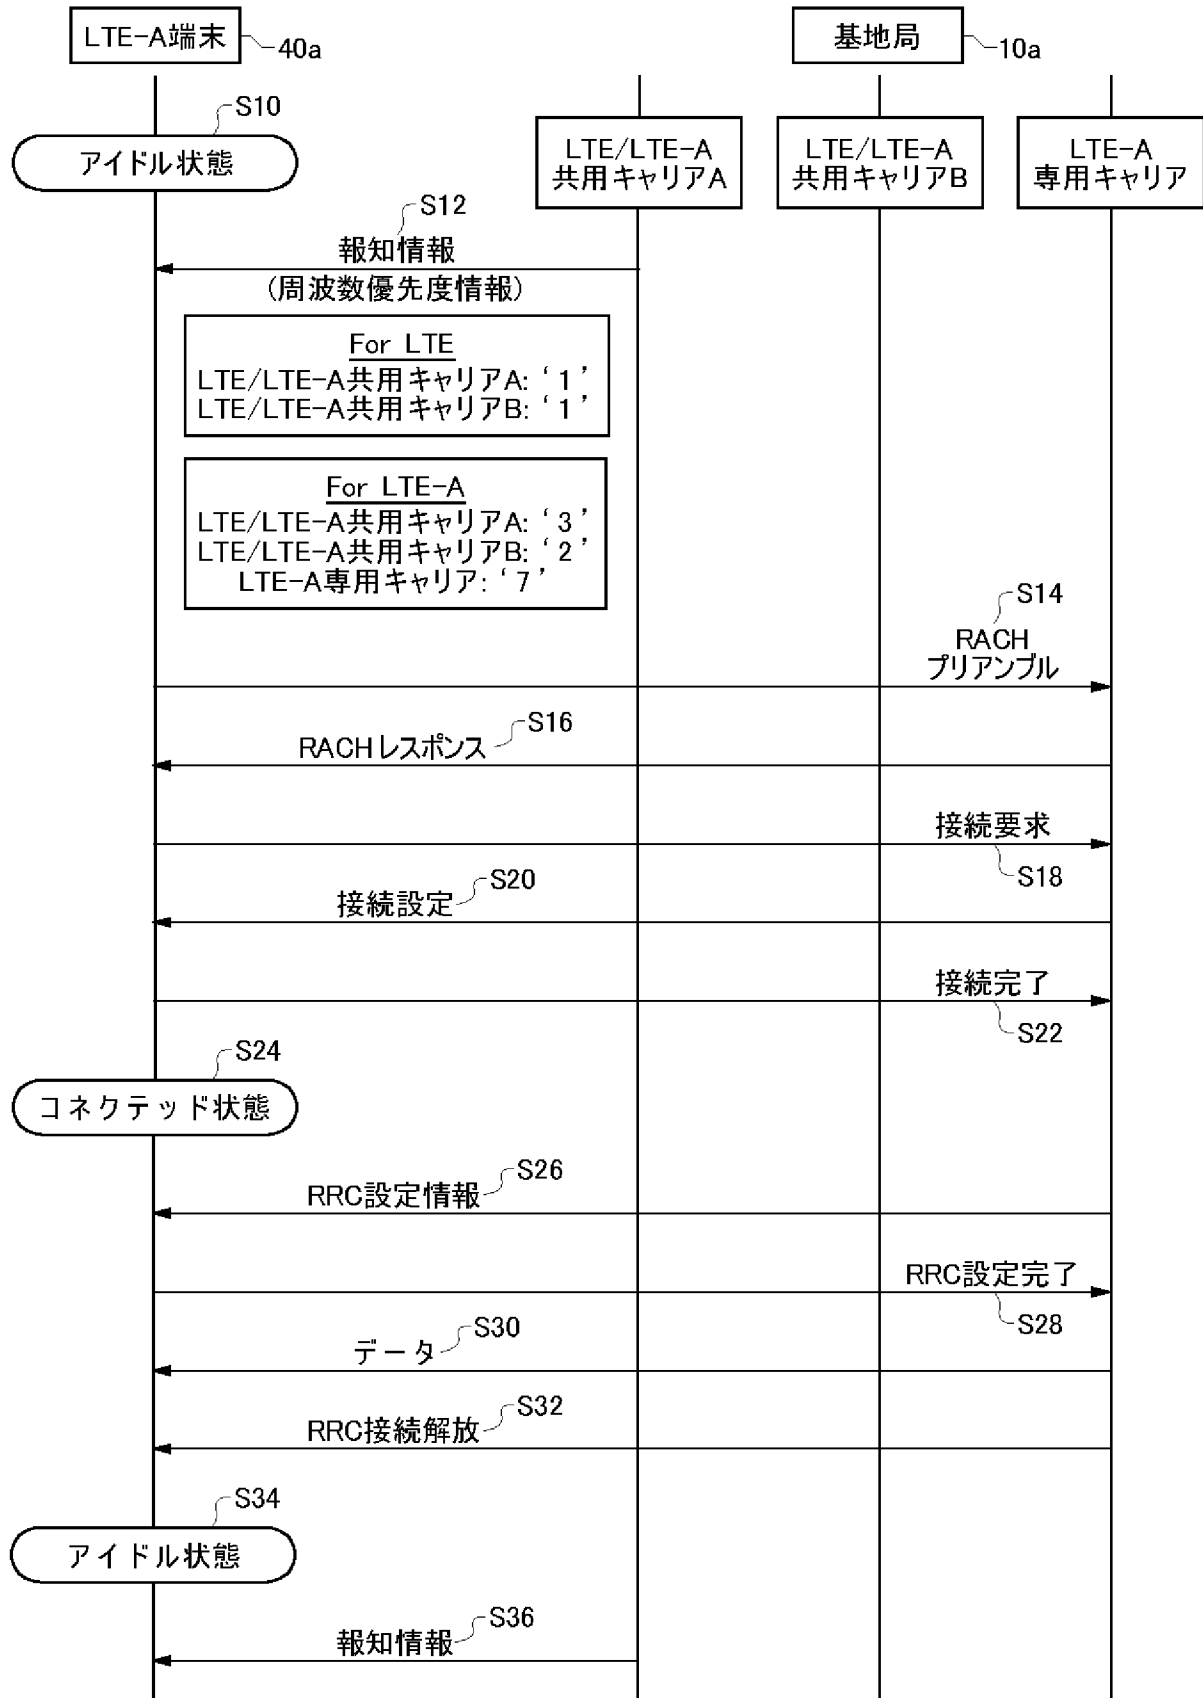 LTE-A端末
40a
基地局
10a
S10
アイドル状態
LTE/LTE-A
共用キャリアA
LTE/LTE-A
共用キャリアB
LTE-A
専用キャリア
S12
報知情報
(周波数優先度情報)
For LTE
LTE/LTE-A共用キャリアA:‘1’
LTE/LTE-A共用キャリアB:‘1’
For LTE-A
LTE/LTE-A共用キャリアA:‘3’
LTE/LTE-A共用キャリアB:‘2’
LTE-A専用キャリア:‘7’
S14
RACH
プリアンブル
S16
RACHレスポンス
接続要求
S18
S20
接続設定
接続完了
S22
S24
コネクテッド状態
S26
RRC設定情報
RRC設定完了
S28
S30
データ
S32
RRC接続解放
S34
アイドル状態
S36
報知情報